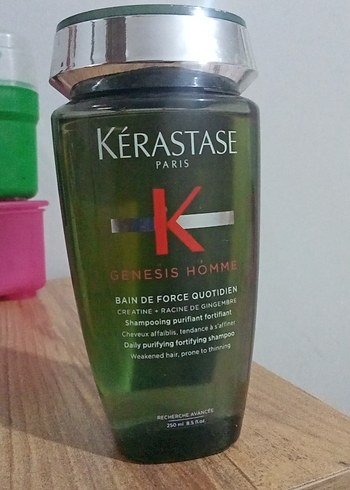 KÉRASTASE
PARIS
K
GENESIS HOMME
BAIN DE FORCE QUOTIDIEN
CREATINE + RACINE DE GINGEMBRE
Shampooing purifiant fortifiant
Cheveux affaiblis, tendance à s'affiner
Daily purifying fortifying shampoo
Weakened hair, prone to thinning
RECHERCHE AVANCÉE
250 ml 8.5 fl.oz